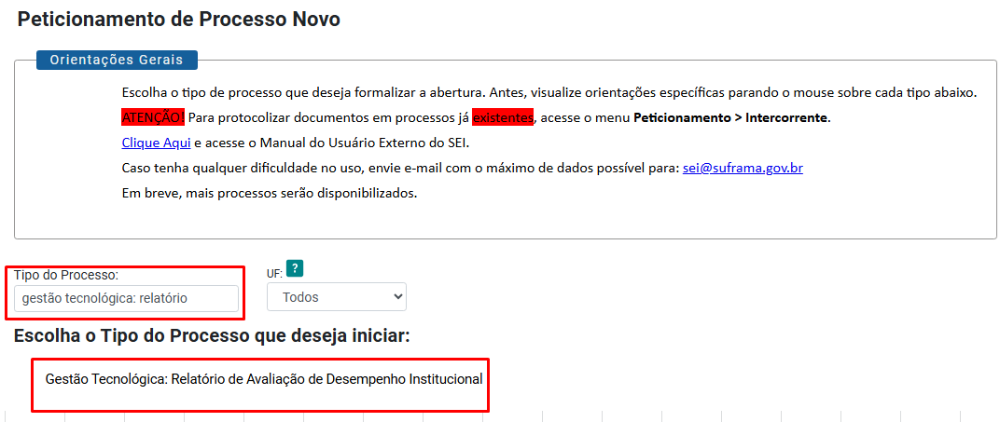 Peticionamento de Processo Novo
Orientações Gerais
Escolha o tipo de processo que deseja formalizar a abertura. Antes, visualize orientações específicas parando o mouse sobre cada tipo abaixo.
ATENÇÃO! Para protocolizar documentos em processos já existentes, acesse o menu Peticionamento > Intercorrente.
Clique Aqui e acesse o Manual do Usuário Externo do SEI.
Caso tenha qualquer dificuldade no uso, envie e-mail com o máximo de dados possível para: sei@suframa.gov.br
Em breve, mais processos serão disponibilizados.
Tipo do Processo: UF: ?
gestão tecnológica: relatório Todos
Escolha o Tipo do Processo que deseja iniciar:
Gestão Tecnológica: Relatório de Avaliação de Desempenho Institucional